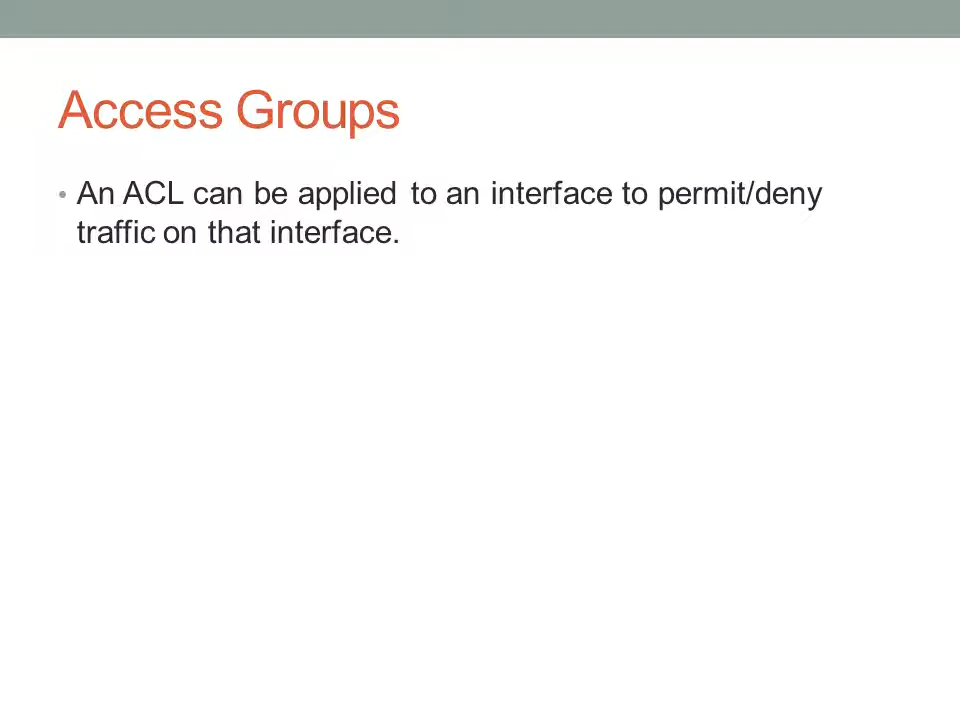 Access Groups
• An ACL can be applied to an interface to permit/deny
traffic on that interface.